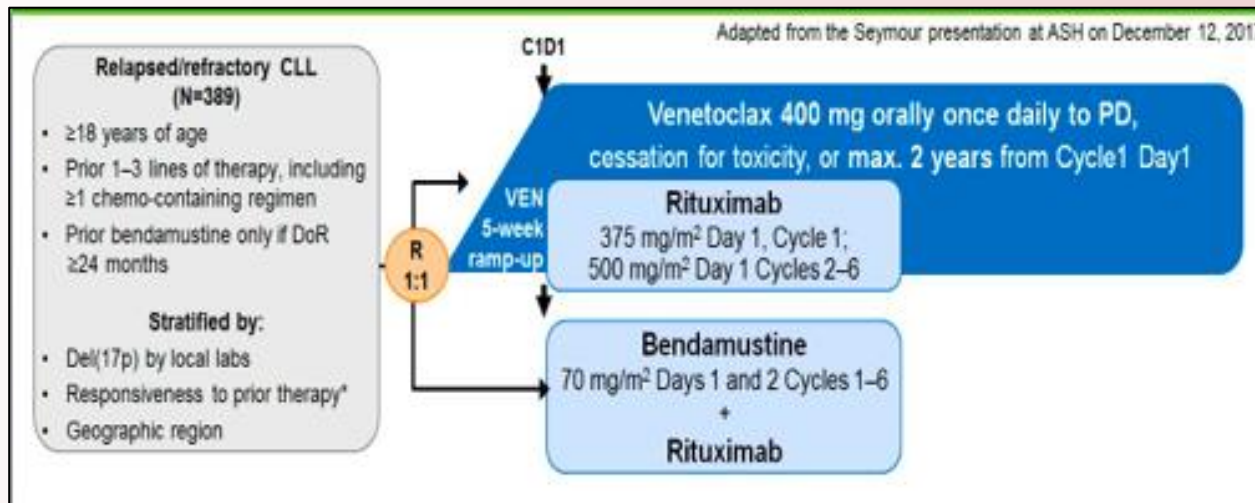 Adapted from the Seymour presentation at ASH on December 12, 201
Relapsed/refractory CLL
(N=389)
• ≥18 years of age
• Prior 1–3 lines of therapy, including
≥1 chemo-containing regimen
• Prior bendamustine only if DoR
≥24 months
Stratified by:
• Del(17p) by local labs
• Responsiveness to prior therapy*
• Geographic region
R
1:1
C1D1
VEN
5-week
ramp-up
Venetoclax 400 mg orally once daily to PD,
cessation for toxicity, or max. 2 years from Cycle1 Day1
Rituximab
375 mg/m² Day 1, Cycle 1;
500 mg/m² Day 1 Cycles 2–6
Bendamustine
70 mg/m² Days 1 and 2 Cycles 1–6
+
Rituximab